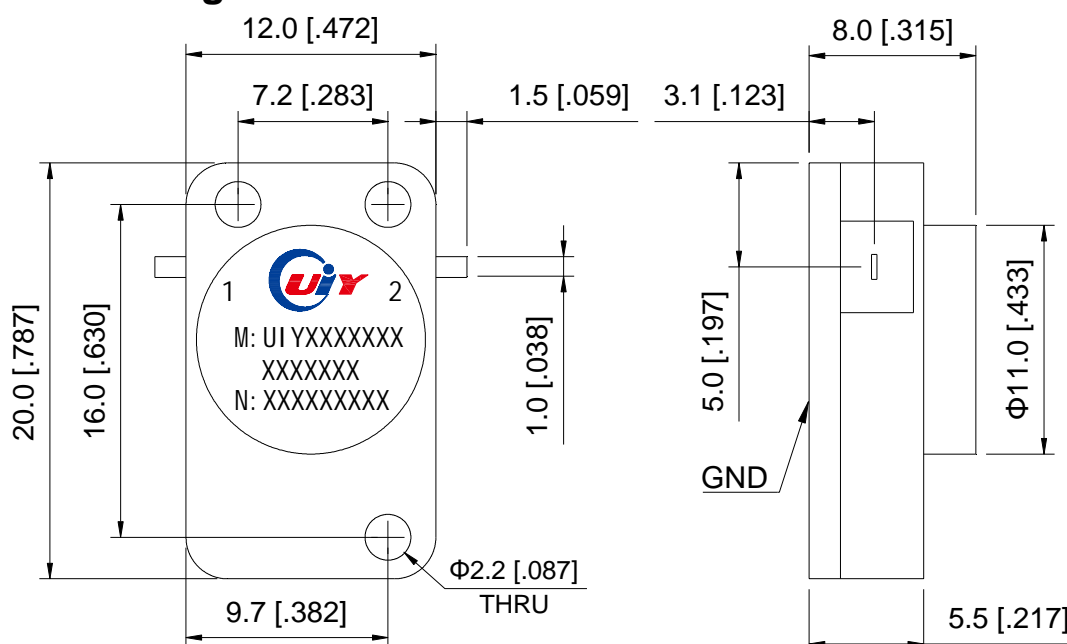 g
12.0 [.472]
8.0 [.315]
7.2 [.283]
1.5 [.059]
3.1 [.123]
20.0 [.787]
16.0 [.630]
UiY
1
2
M: UIYXXXXXXX
XXXXXXX
N: XXXXXXXXX
1.0 [.038]
5.0 [.197]
Φ11.0 [.433]
GND
Φ2.2 [.087]
THRU
9.7 [.382]
5.5 [.217]